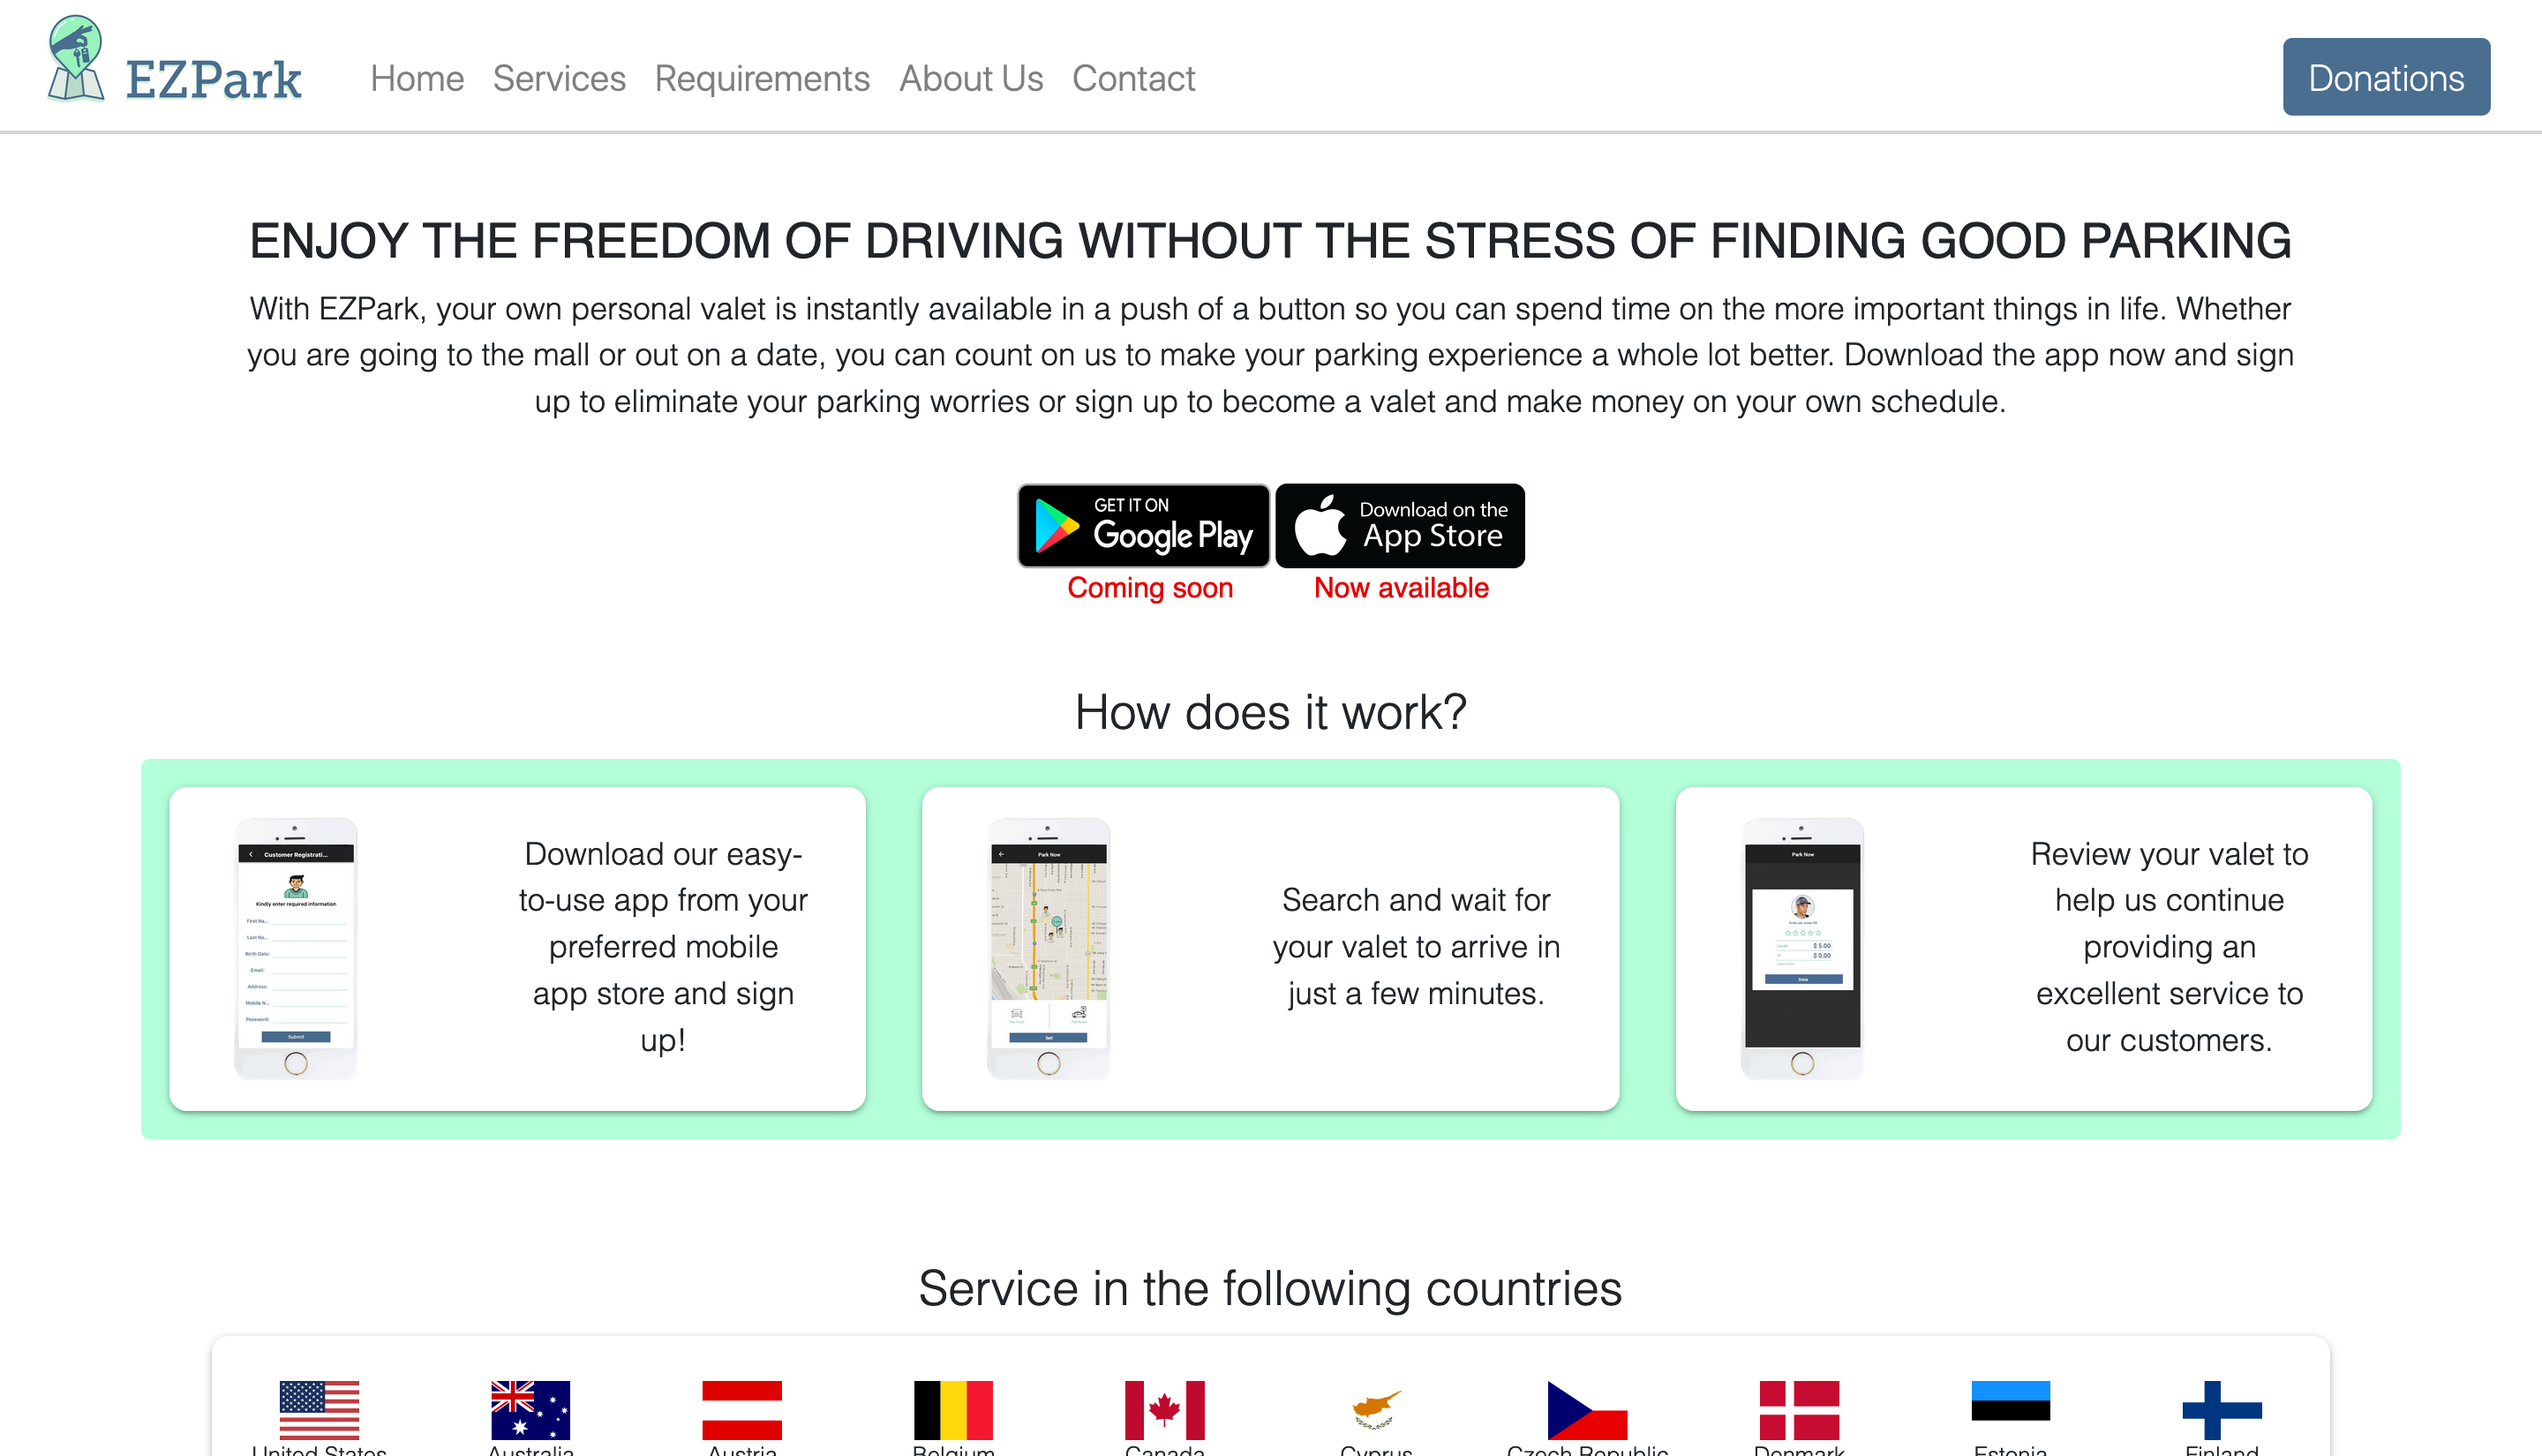 EZPark
Home Services Requirements About Us Contact
Donations
ENJOY THE FREEDOM OF DRIVING WITHOUT THE STRESS OF FINDING GOOD PARKING
With EZPark, your own personal valet is instantly available in a push of a button so you can spend time on the more important things in life. Whether
you are going to the mall or out on a date, you can count on us to make your parking experience a whole lot better. Download the app now and sign
up to eliminate your parking worries or sign up to become a valet and make money on your own schedule.
GET IT ON
Google Play
Download on the
App Store
Coming soon
Now available
How does it work?
Customer Registrati...
Kindly enter required information
First Na...
Last Na...
Birth Date:
Email:
Address:
Mobile N...
Password:
Submit
Download our easy-
to-use app from your
preferred mobile
app store and sign
up!
Park Now
Search and wait for
your valet to arrive in
just a few minutes.
Park Now
$ 5.00
$ 0.00
Review your valet to
help us continue
providing an
excellent service to
our customers.
Service in the following countries
United States Australia Austria Belgium Canada Cyprus Czech Republic Denmark Estonia Finland